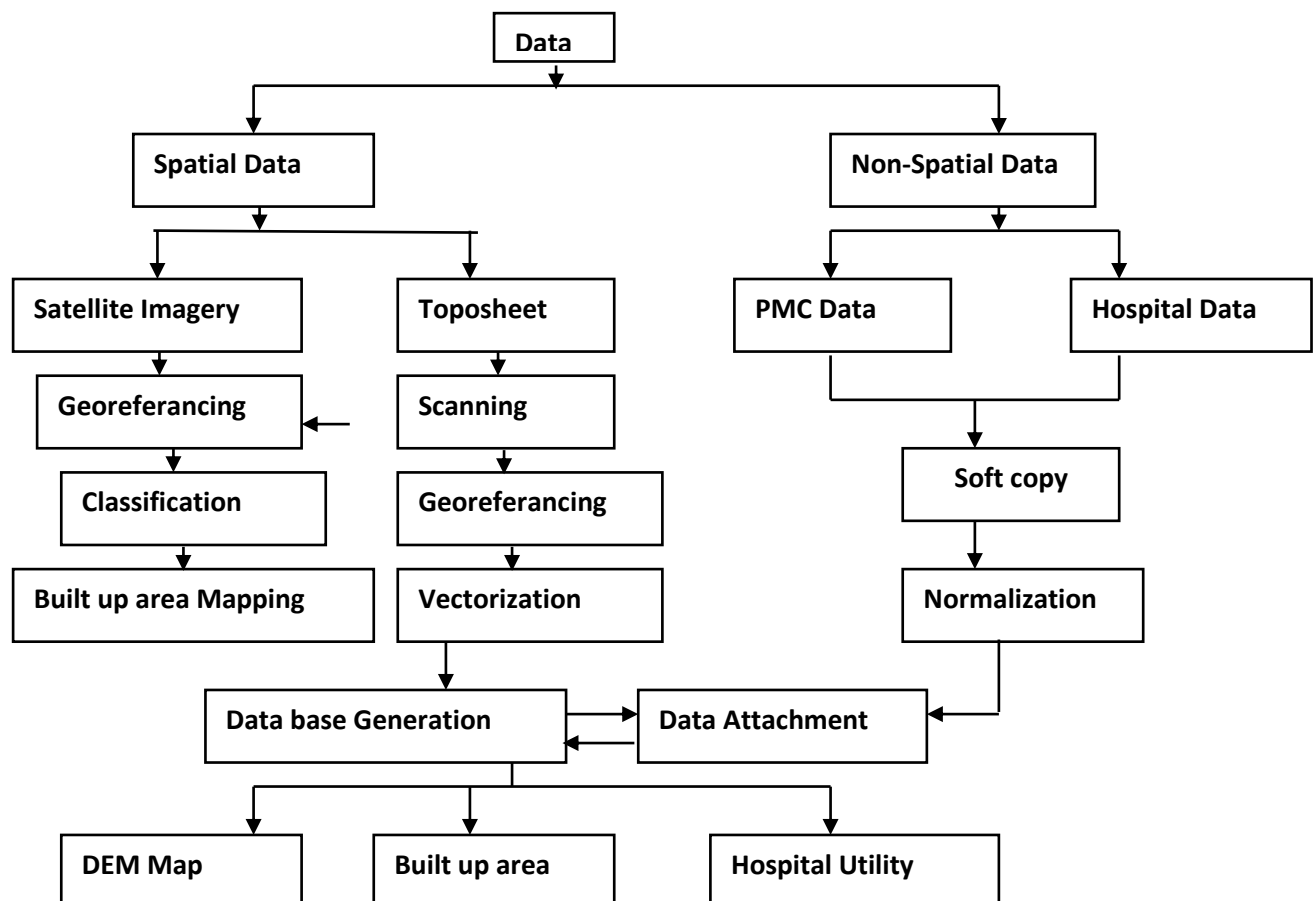 Data
Spatial Data
Non-Spatial Data
Satellite Imagery
Toposheet
PMC Data
Hospital Data
Georeferancing
Scanning
Soft copy
Classification
Georeferancing
Built up area Mapping
Vectorization
Normalization
Data base Generation
Data Attachment
DEM Map
Built up area
Hospital Utility